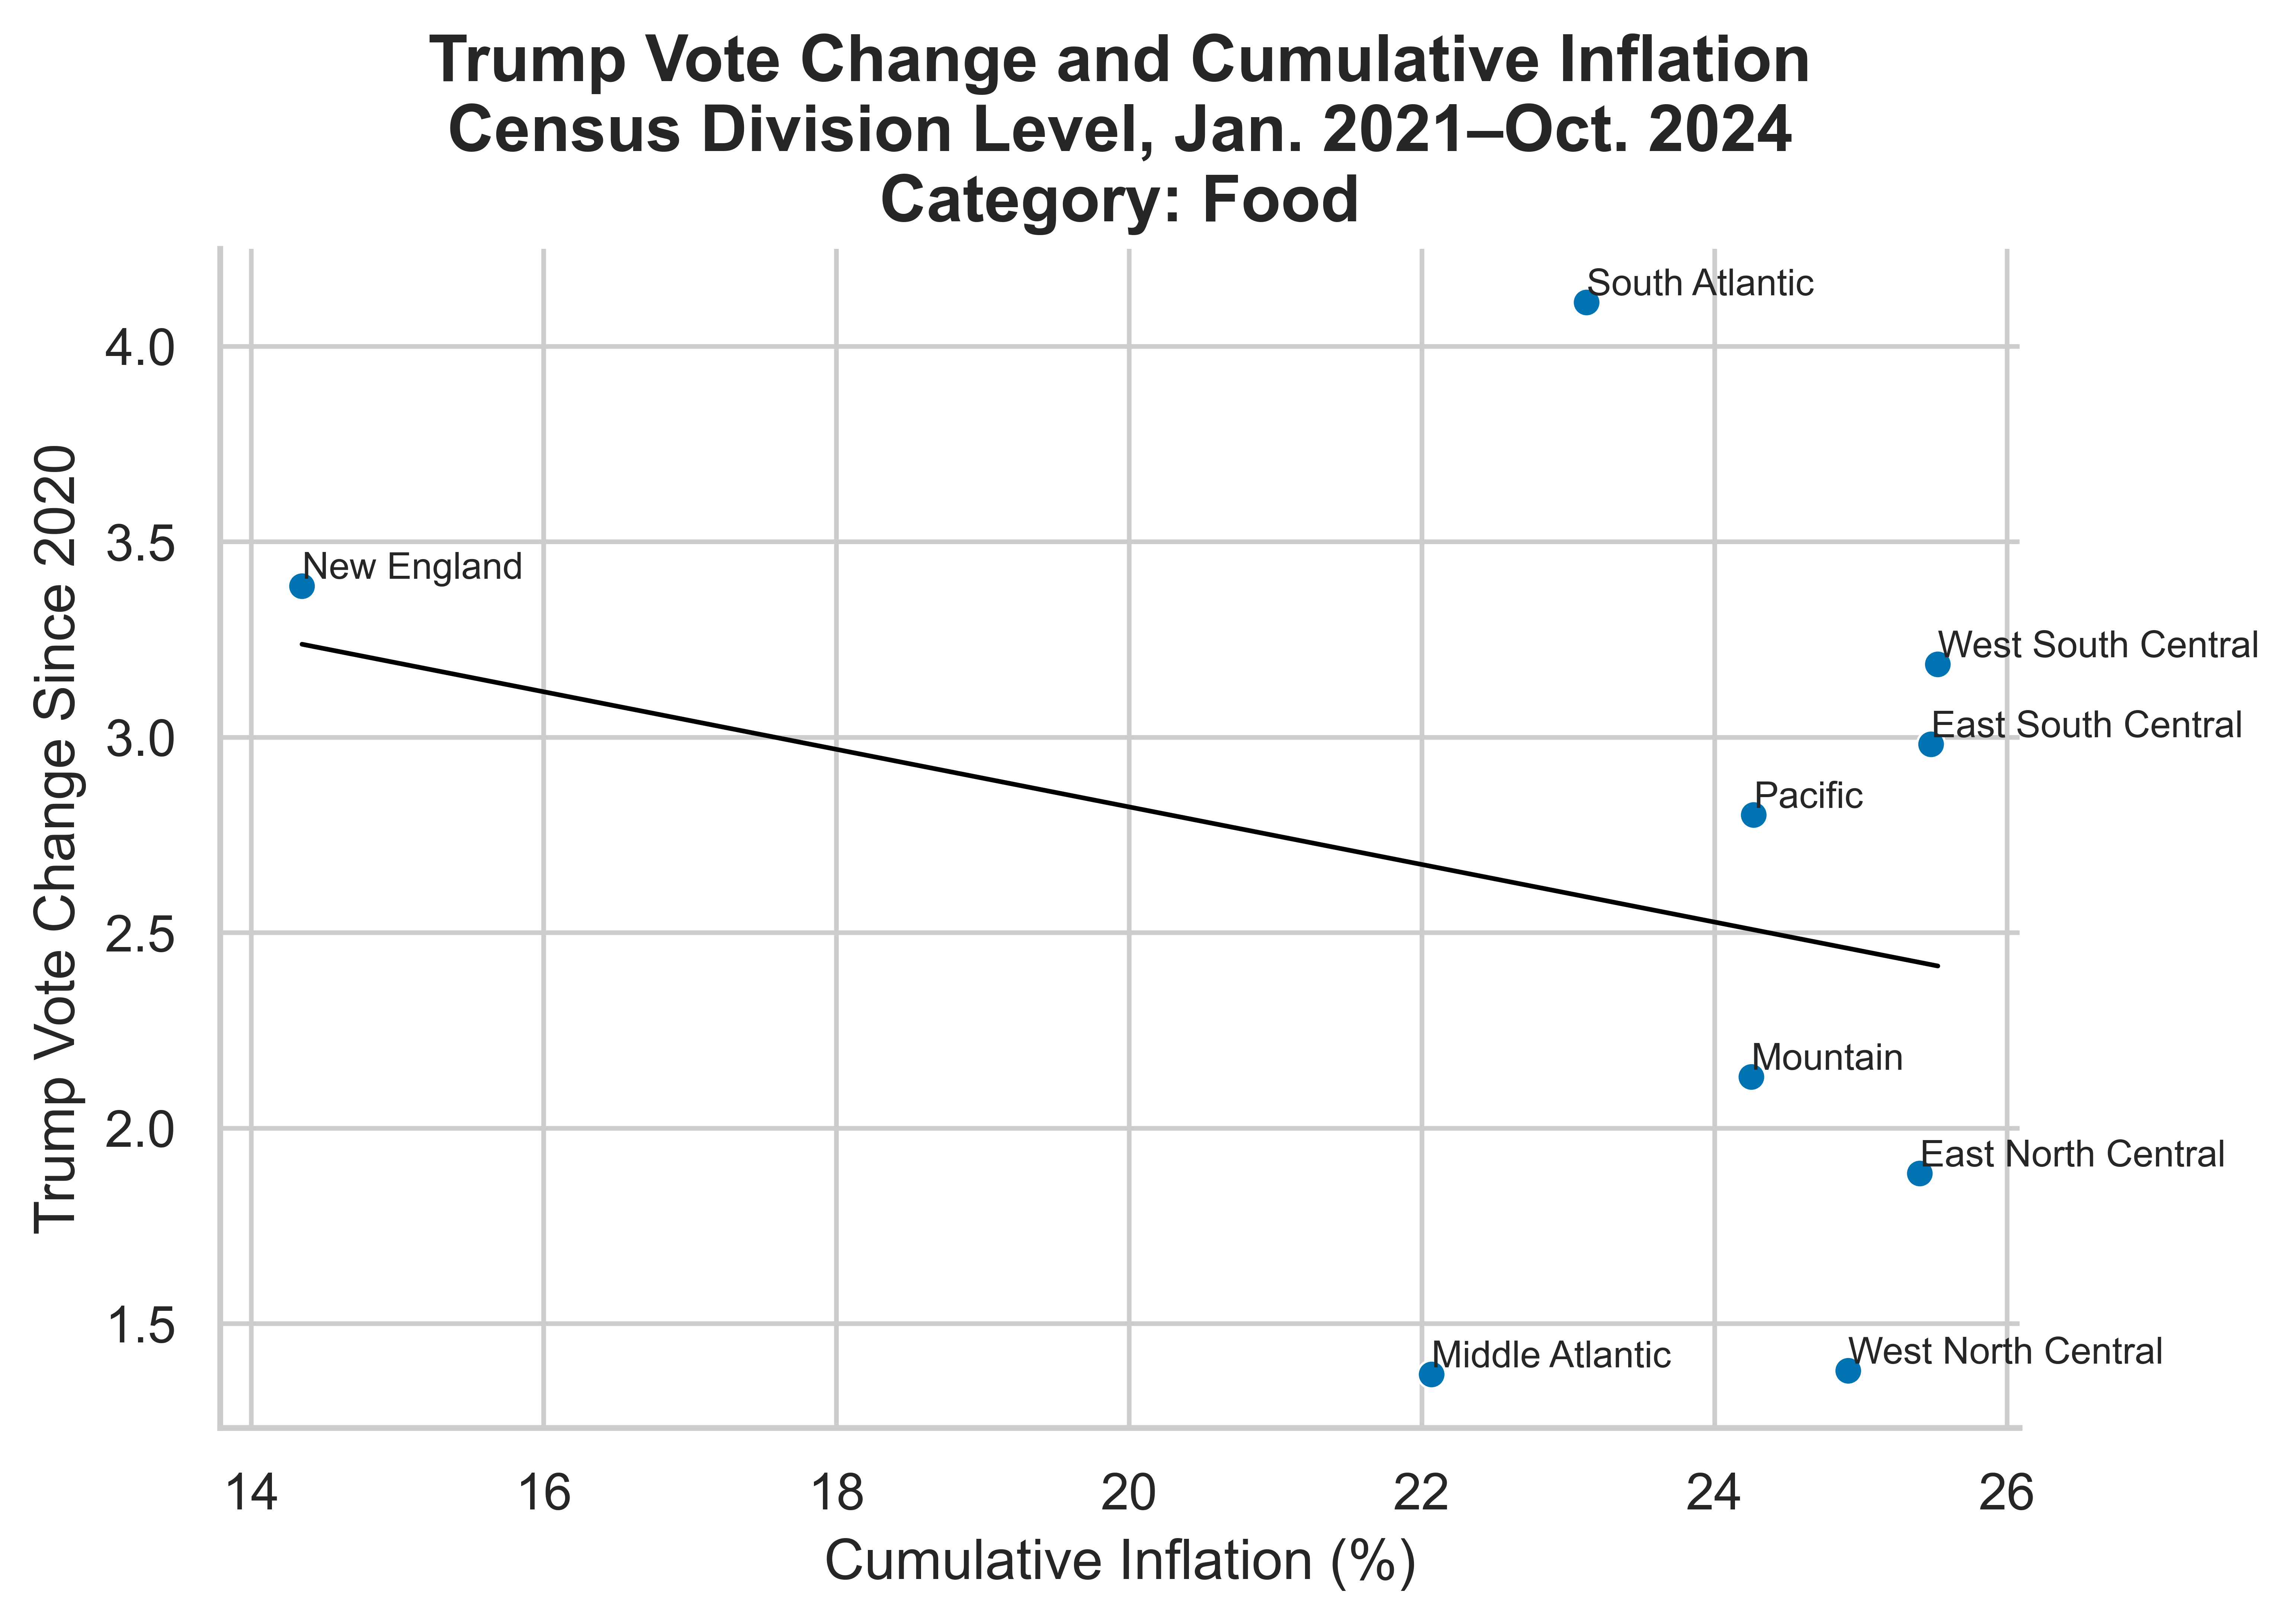 Trump Vote Change and Cumulative Inflation
Census Division Level, Jan. 2021–Oct. 2024
Category: Food
Trump Vote Change Since 2020
4.0
3.5
3.0
2.5
2.0
1.5
South Atlantic
New England
West South Central
East South Central
Pacific
Mountain
East North Central
Middle Atlantic
West North Central
14 16 18 20 22 24 26
Cumulative Inflation (%)